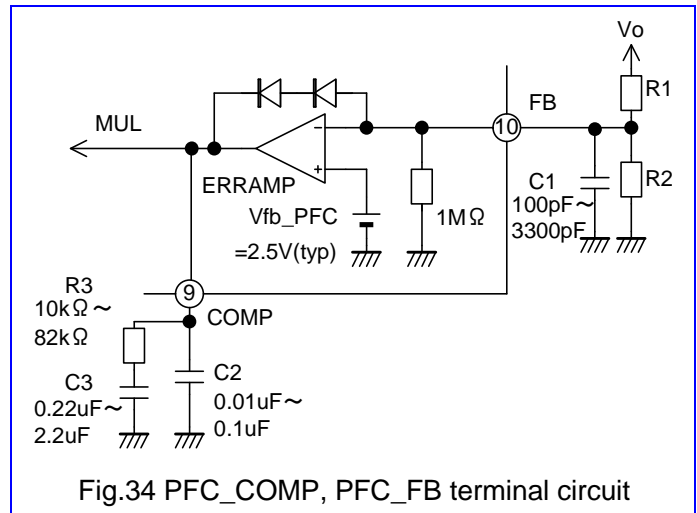 Vo
R1
FB
MUL
10
ERRAMP
C1
100pF～
3300pF
R2
Vfb_PFC
=2.5V(typ)
1MΩ
9
COMP
R3
10kΩ～
82kΩ
C3
0.22uF～
2.2uF
C2
0.01uF～
0.1uF
Fig.34 PFC_COMP, PFC_FB terminal circuit